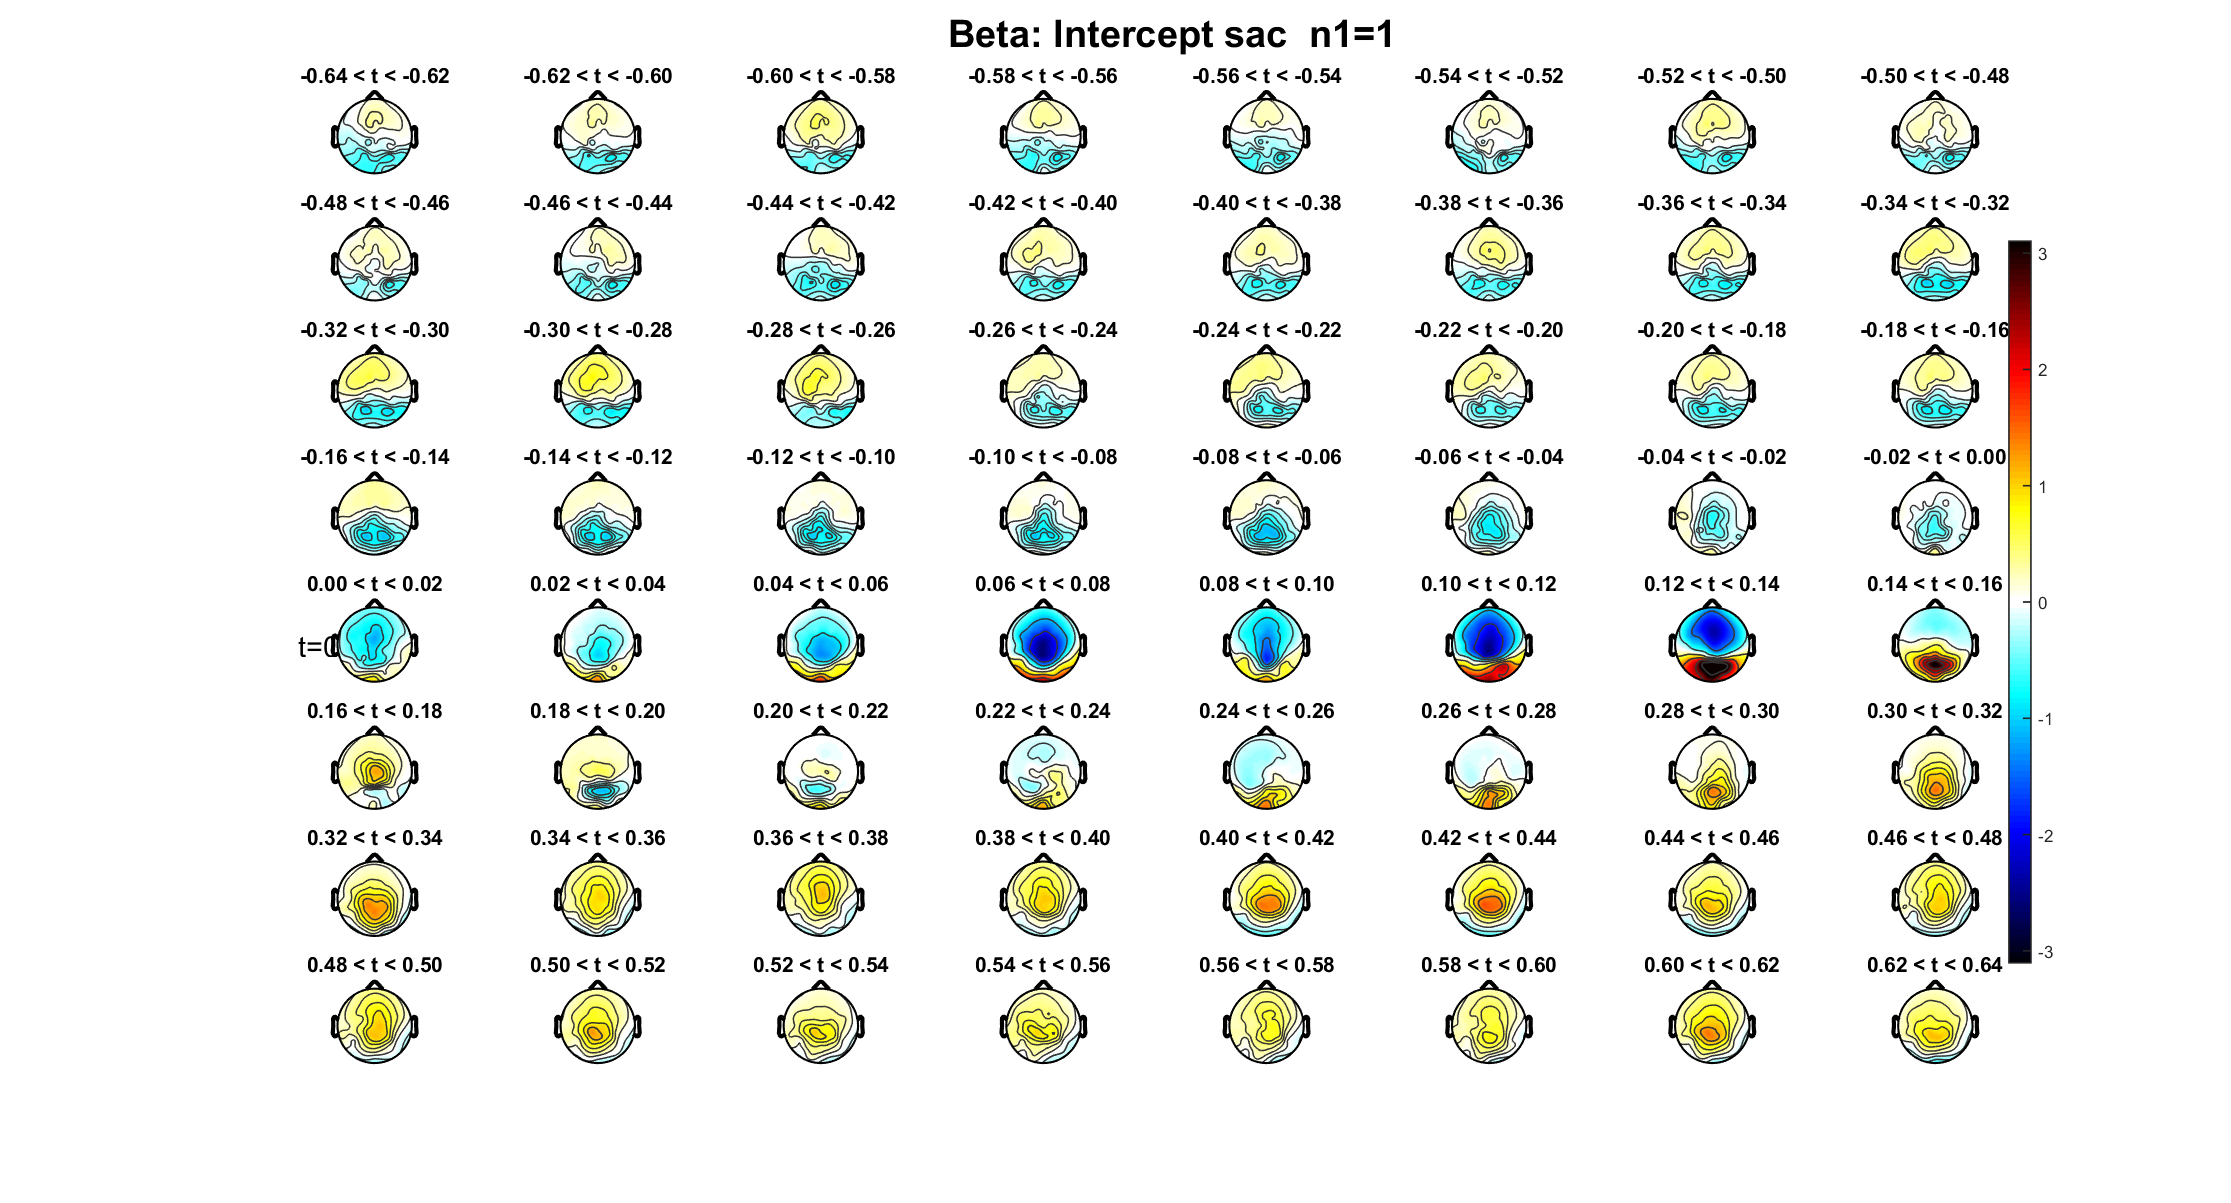 Beta: Intercept sac  n1=1
-0.64 < t < -0.62 -0.62 < t < -0.60 -0.60 < t < -0.58 -0.58 < t < -0.56 -0.56 < t < -0.54 -0.54 < t < -0.52 -0.52 < t < -0.50 -0.50 < t < -0.48
-0.48 < t < -0.46 -0.46 < t < -0.44 -0.44 < t < -0.42 -0.42 < t < -0.40 -0.40 < t < -0.38 -0.38 < t < -0.36 -0.36 < t < -0.34 -0.34 < t < -0.32
-0.32 < t < -0.30 -0.30 < t < -0.28 -0.28 < t < -0.26 -0.26 < t < -0.24 -0.24 < t < -0.22 -0.22 < t < -0.20 -0.20 < t < -0.18 -0.18 < t < -0.16
-0.16 < t < -0.14 -0.14 < t < -0.12 -0.12 < t < -0.10 -0.10 < t < -0.08 -0.08 < t < -0.06 -0.06 < t < -0.04 -0.04 < t < -0.02 -0.02 < t < 0.00
0.00 < t < 0.02 0.02 < t < 0.04 0.04 < t < 0.06 0.06 < t < 0.08 0.08 < t < 0.10 0.10 < t < 0.12 0.12 < t < 0.14 0.14 < t < 0.16
t=0
0.16 < t < 0.18 0.18 < t < 0.20 0.20 < t < 0.22 0.22 < t < 0.24 0.24 < t < 0.26 0.26 < t < 0.28 0.28 < t < 0.30 0.30 < t < 0.32
0.32 < t < 0.34 0.34 < t < 0.36 0.36 < t < 0.38 0.38 < t < 0.40 0.40 < t < 0.42 0.42 < t < 0.44 0.44 < t < 0.46 0.46 < t < 0.48
0.48 < t < 0.50 0.50 < t < 0.52 0.52 < t < 0.54 0.54 < t < 0.56 0.56 < t < 0.58 0.58 < t < 0.60 0.60 < t < 0.62 0.62 < t < 0.64
3
2
1
0
-1
-2
-3